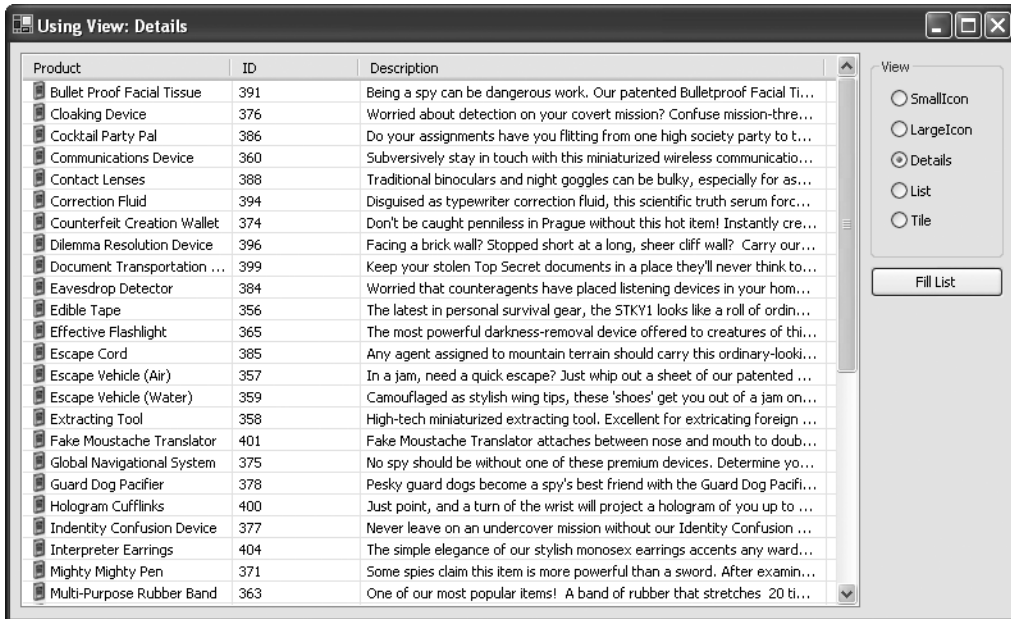 Using View: Details
Product ID Description
Bullet Proof Facial Tissue 391 Being a spy can be dangerous work. Our patented Bulletproof Facial Ti...
Cloaking Device 376 Worried about detection on your covert mission? Confuse mission-thre...
Cocktail Party Pal 386 Do your assignments have you flitting from one high society party to t...
Communications Device 360 Subversively stay in touch with this miniaturized wireless communicatio...
Contact Lenses 388 Traditional binoculars and night goggles can be bulky, especially for as...
Correction Fluid 394 Disguised as typewriter correction fluid, this scientific truth serum forc...
Counterfeit Creation Wallet 374 Don't be caught penniless in Prague without this hot item! Instantly cre...
Dilemma Resolution Device 396 Facing a brick wall? Stopped short at a long, sheer cliff wall?  Carry our...
Document Transportation ... 399 Keep your stolen Top Secret documents in a place they'll never think to...
Eavesdrop Detector 384 Worried that counteragents have placed listening devices in your hom...
Edible Tape 356 The latest in personal survival gear, the STKY1 looks like a roll of ordin...
Effective Flashlight 365 The most powerful darkness-removal device offered to creatures of thi...
Escape Cord 385 Any agent assigned to mountain terrain should carry this ordinary-looki...
Escape Vehicle (Air) 357 In a jam, need a quick escape? Just whip out a sheet of our patented ...
Escape Vehicle (Water) 359 Camouflaged as stylish wing tips, these 'shoes' get you out of a jam on...
Extracting Tool 358 High-tech miniaturized extracting tool. Excellent for extricating foreign ...
Fake Moustache Translator 401 Fake Moustache Translator attaches between nose and mouth to doub...
Global Navigational System 375 No spy should be without one of these premium devices. Determine yo...
Guard Dog Pacifier 378 Pesky guard dogs become a spy's best friend with the Guard Dog Pacifi...
Hologram Cufflinks 400 Just point, and a turn of the wrist will project a hologram of you up to ...
Indentity Confusion Device 377 Never leave on an undercover mission without our Identity Confusion ...
Interpreter Earrings 404 The simple elegance of our stylish monosex earrings accents any ward...
Mighty Mighty Pen 371 Some spies claim this item is more powerful than a sword. After examin...
Multi-Purpose Rubber Band 363 One of our most popular items!  A band of rubber that stretches  20 ti...
View
SmallIcon
LargeIcon
Details
List
Tile
Fill List